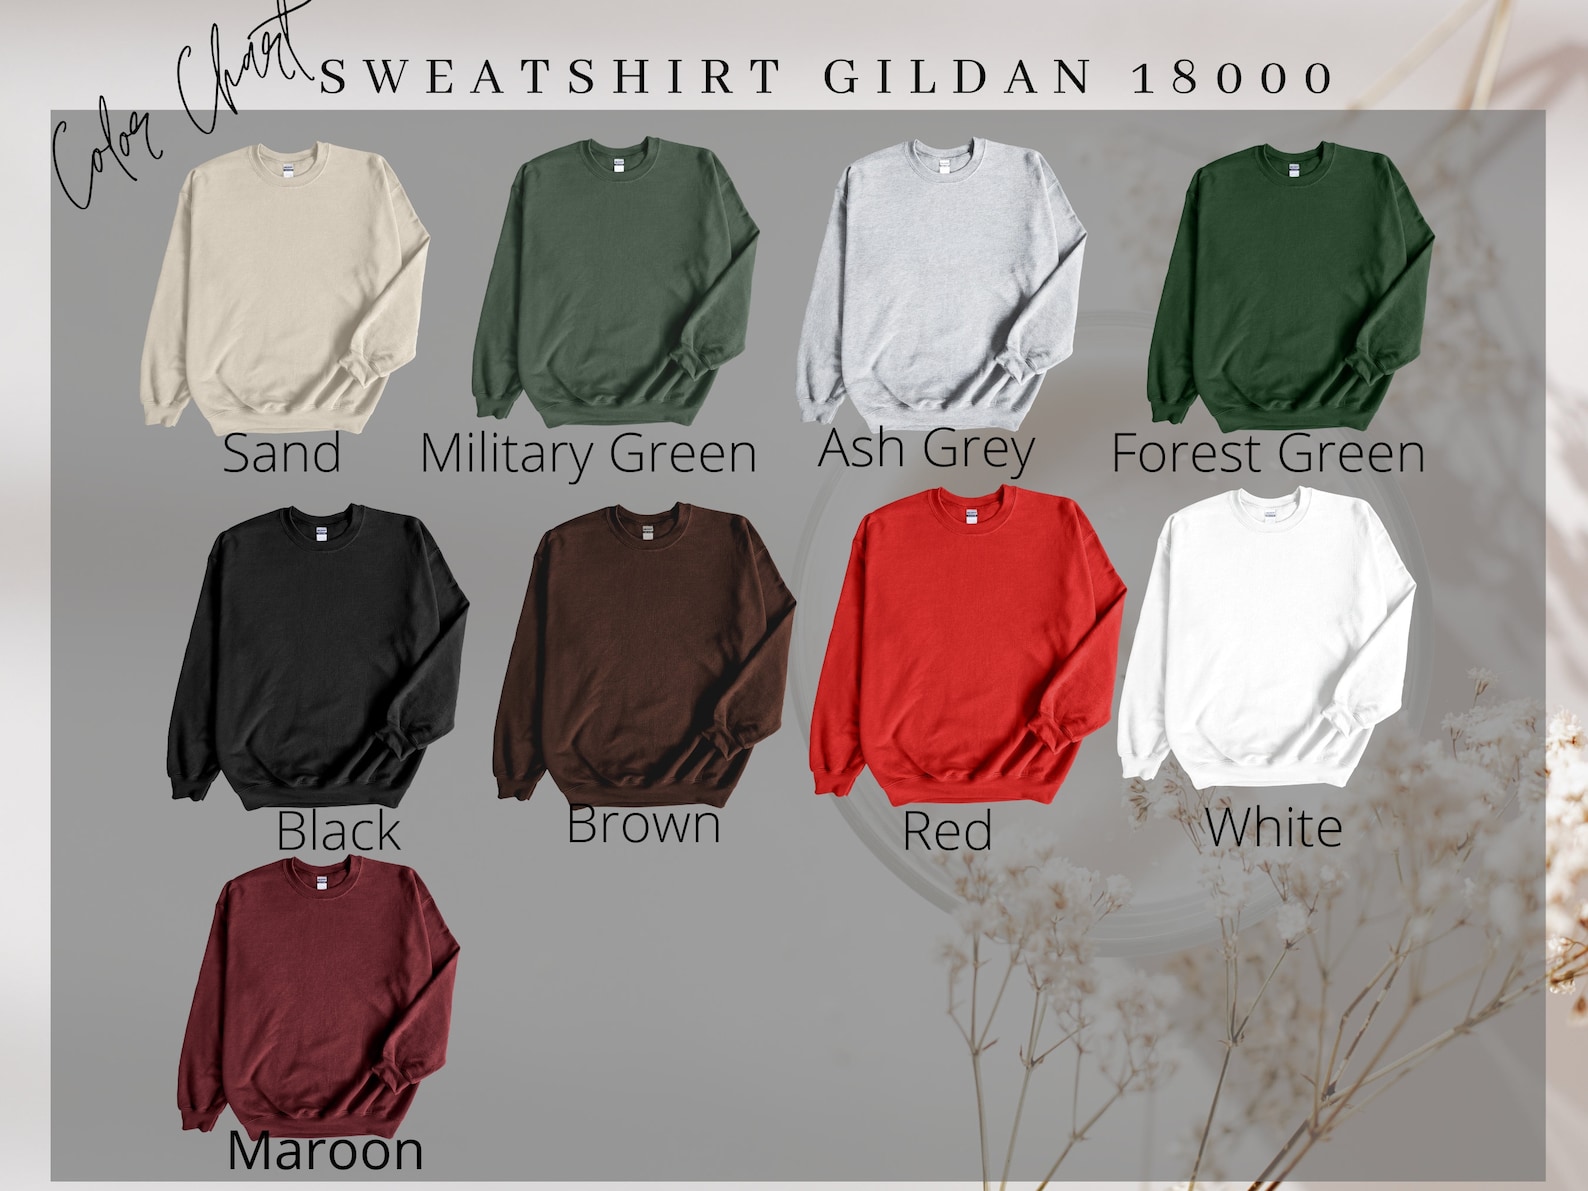 Color Chart
SWEATSHIRT GILDAN 18000
Sand
Military Green
Ash Grey
Forest Green
Black
Brown
Red
White
Maroon